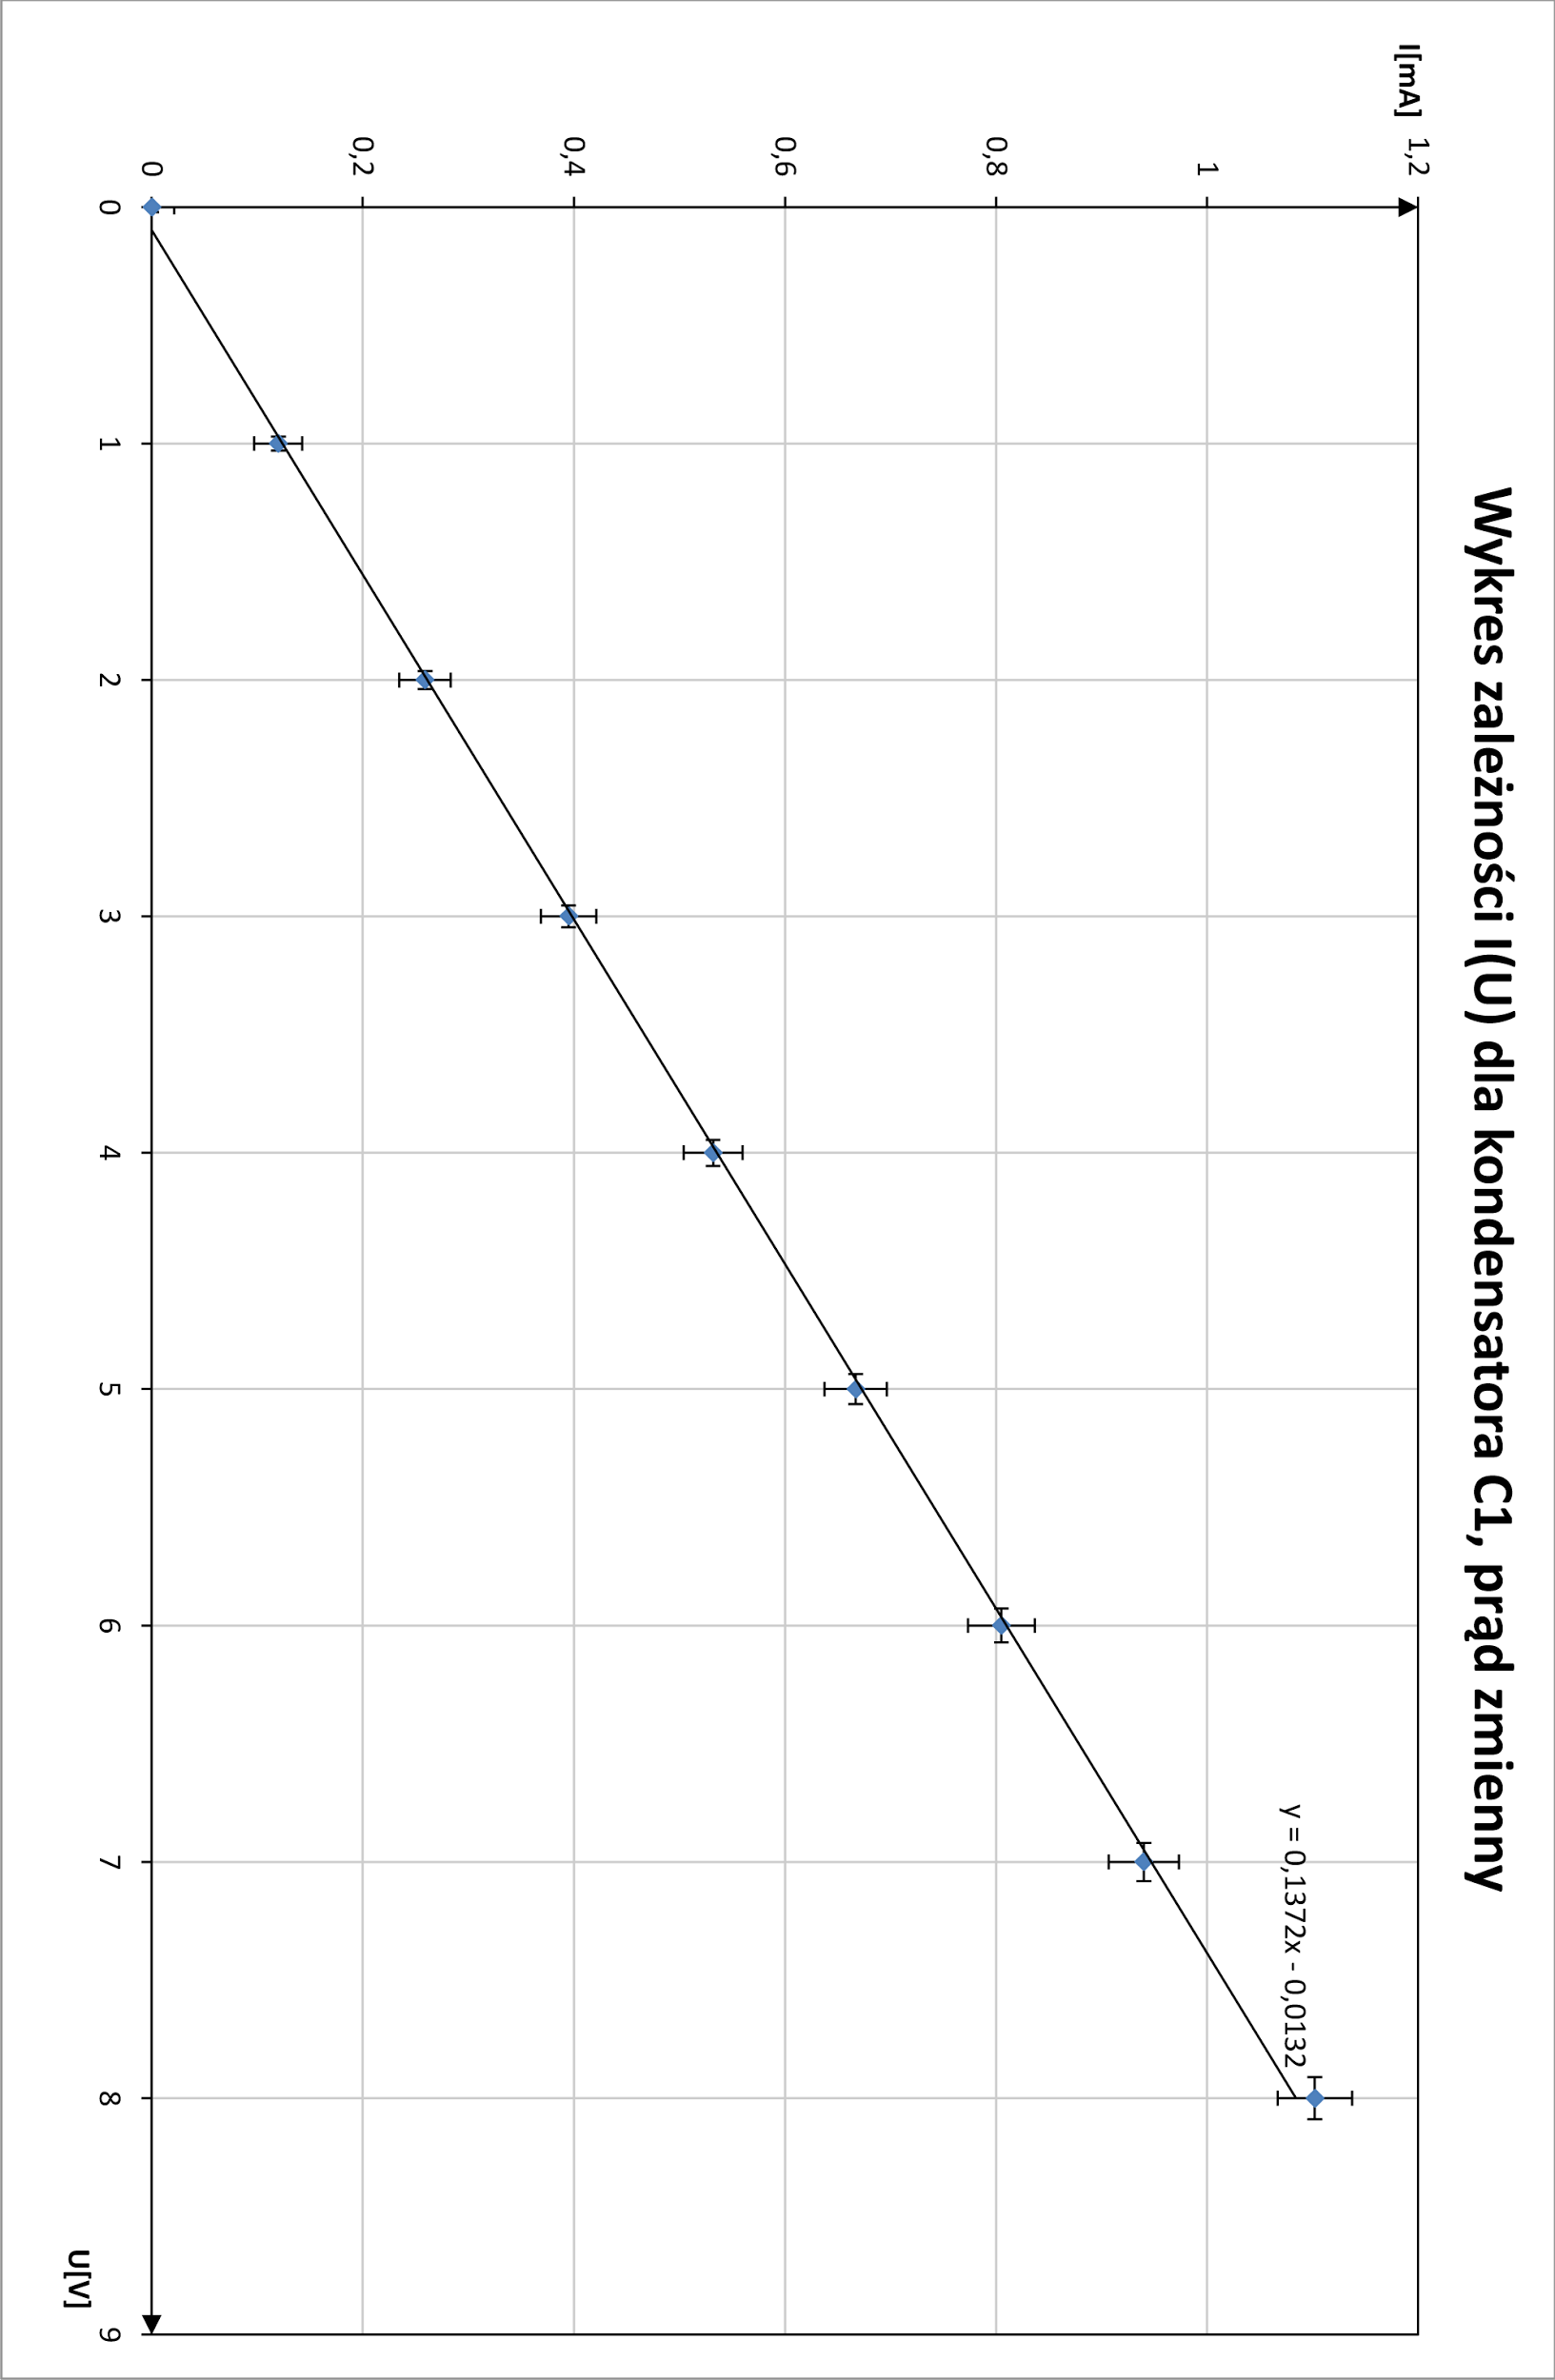 Wykres zależności I(U) dla kondensatora C1, prąd zmienny
I[mA]
1,2
1
0,8
0,6
0,4
0,2
0
y = 0,1372x - 0,0132
0 1 2 3 4 5 6 7 8 9
U[V]